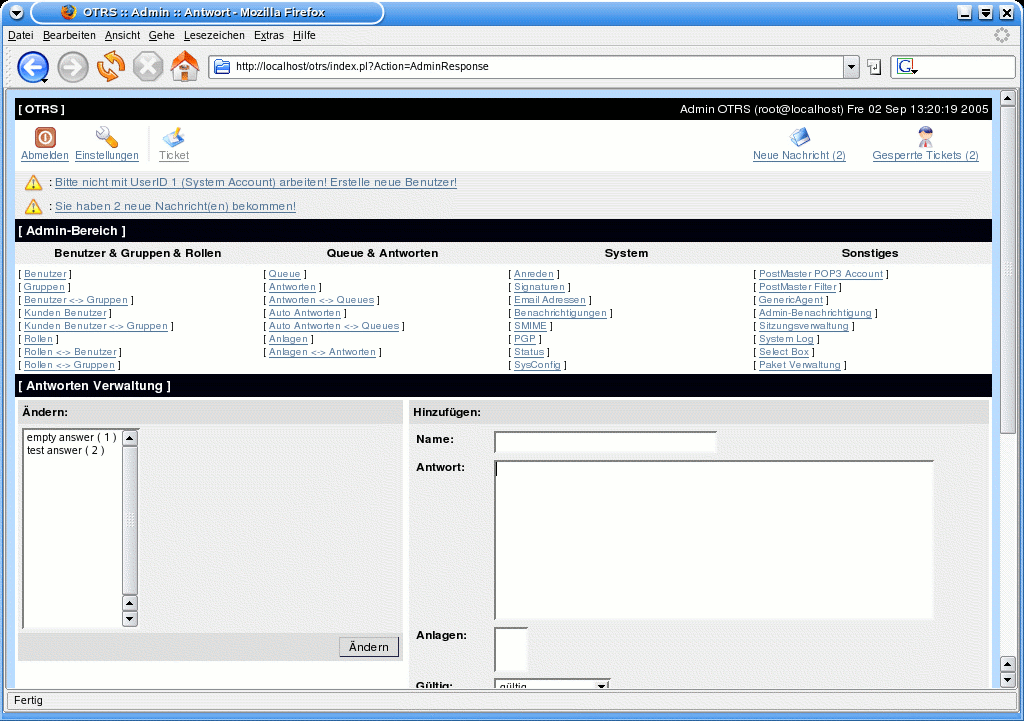 OTRS :: Admin :: Antwort - Mozilla Firefox
Datei Bearbeiten Ansicht Gehe Lesezeichen Extras Hilfe
http://localhost/otrs/index.pl?Action=AdminResponse
G
[ OTRS ] Admin OTRS (root@localhost) Fre 02 Sep 13:20:19 2005
Abmelden Einstellungen Ticket Neue Nachricht (2) Gesperrte Tickets (2)
: Bitte nicht mit UserID 1 (System Account) arbeiten! Erstelle neue Benutzer!
: Sie haben 2 neue Nachricht(en) bekommen!
[ Admin-Bereich ]
Benutzer & Gruppen & Rollen Queue & Antworten System Sonstiges
[ Benutzer ] [ Queue ] [ Anreden ] [ PostMaster POP3 Account ]
[ Gruppen ] [ Antworten ] [ Signaturen ] [ PostMaster Filter ]
[ Benutzer <-> Gruppen ] [ Antworten <-> Queues ] [ Email Adressen ] [ GenericAgent ]
[ Kunden Benutzer ] [ Auto Antworten ] [ Benachrichtigungen ] [ Admin-Benachrichtigung ]
[ Kunden Benutzer <-> Gruppen ] [ Auto Antworten <-> Queues ] [ SMIME ] [ Sitzungsverwaltung ]
[ Rollen ] [ Anlagen ] [ PGP ] [ System Log ]
[ Rollen <-> Benutzer ] [ Anlagen <-> Antworten ] [ Status ] [ Select Box ]
[ Rollen <-> Gruppen ] [ SysConfig ] [ Paket Verwaltung ]
[ Antworten Verwaltung ]
Ändern:
empty answer ( 1 )
test answer ( 2 )
Ändern
Hinzufügen:
Name:
Antwort:
Anlagen:
Gültig: gültig
Fertig